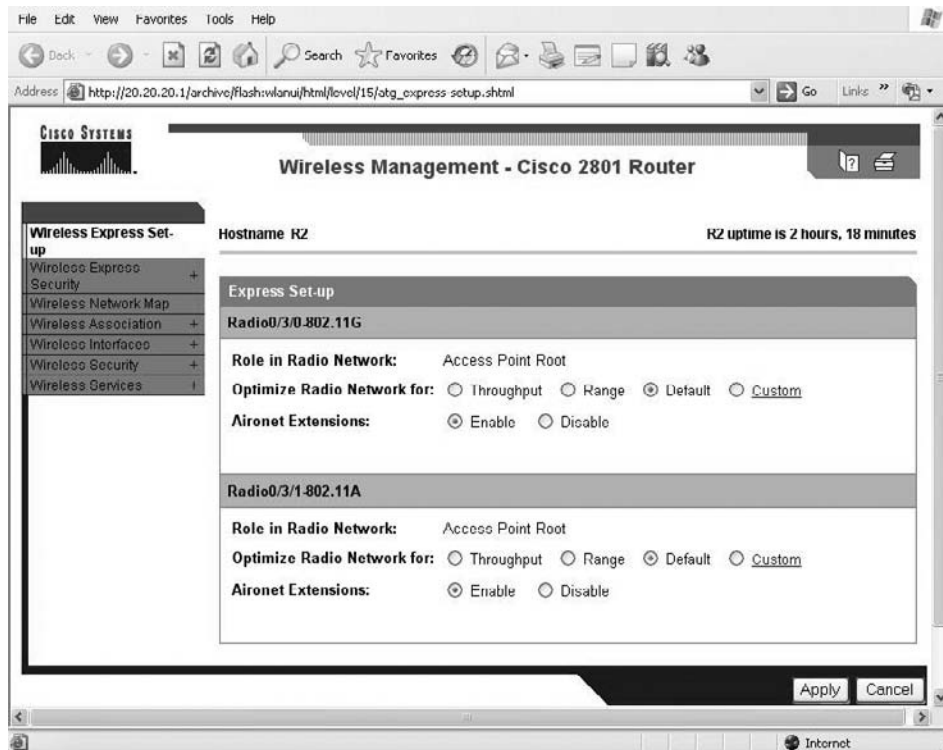 File Edit View Favorites Tools Help
Back Search Favorites
Address http://20.20.20.1/archive/flash:wlanui/html/level/15/atg_express-setup.shtml Go Links »
CISCO SYSTEMS
Wireless Management - Cisco 2801 Router
Wireless Express Set-
up
Wireless Express
Security +
Wireless Network Map
Wireless Association +
Wireless Interfaces +
Wireless Security +
Wireless Services +
Hostname R2
R2 uptime is 2 hours, 18 minutes
Express Set-up
Radio0/3/0-802.11G
Role in Radio Network: Access Point Root
Optimize Radio Network for: Throughput Range Default Custom
Aironet Extensions: Enable Disable
Radio0/3/1-802.11A
Role in Radio Network: Access Point Root
Optimize Radio Network for: Throughput Range Default Custom
Aironet Extensions: Enable Disable
Apply Cancel
Internet